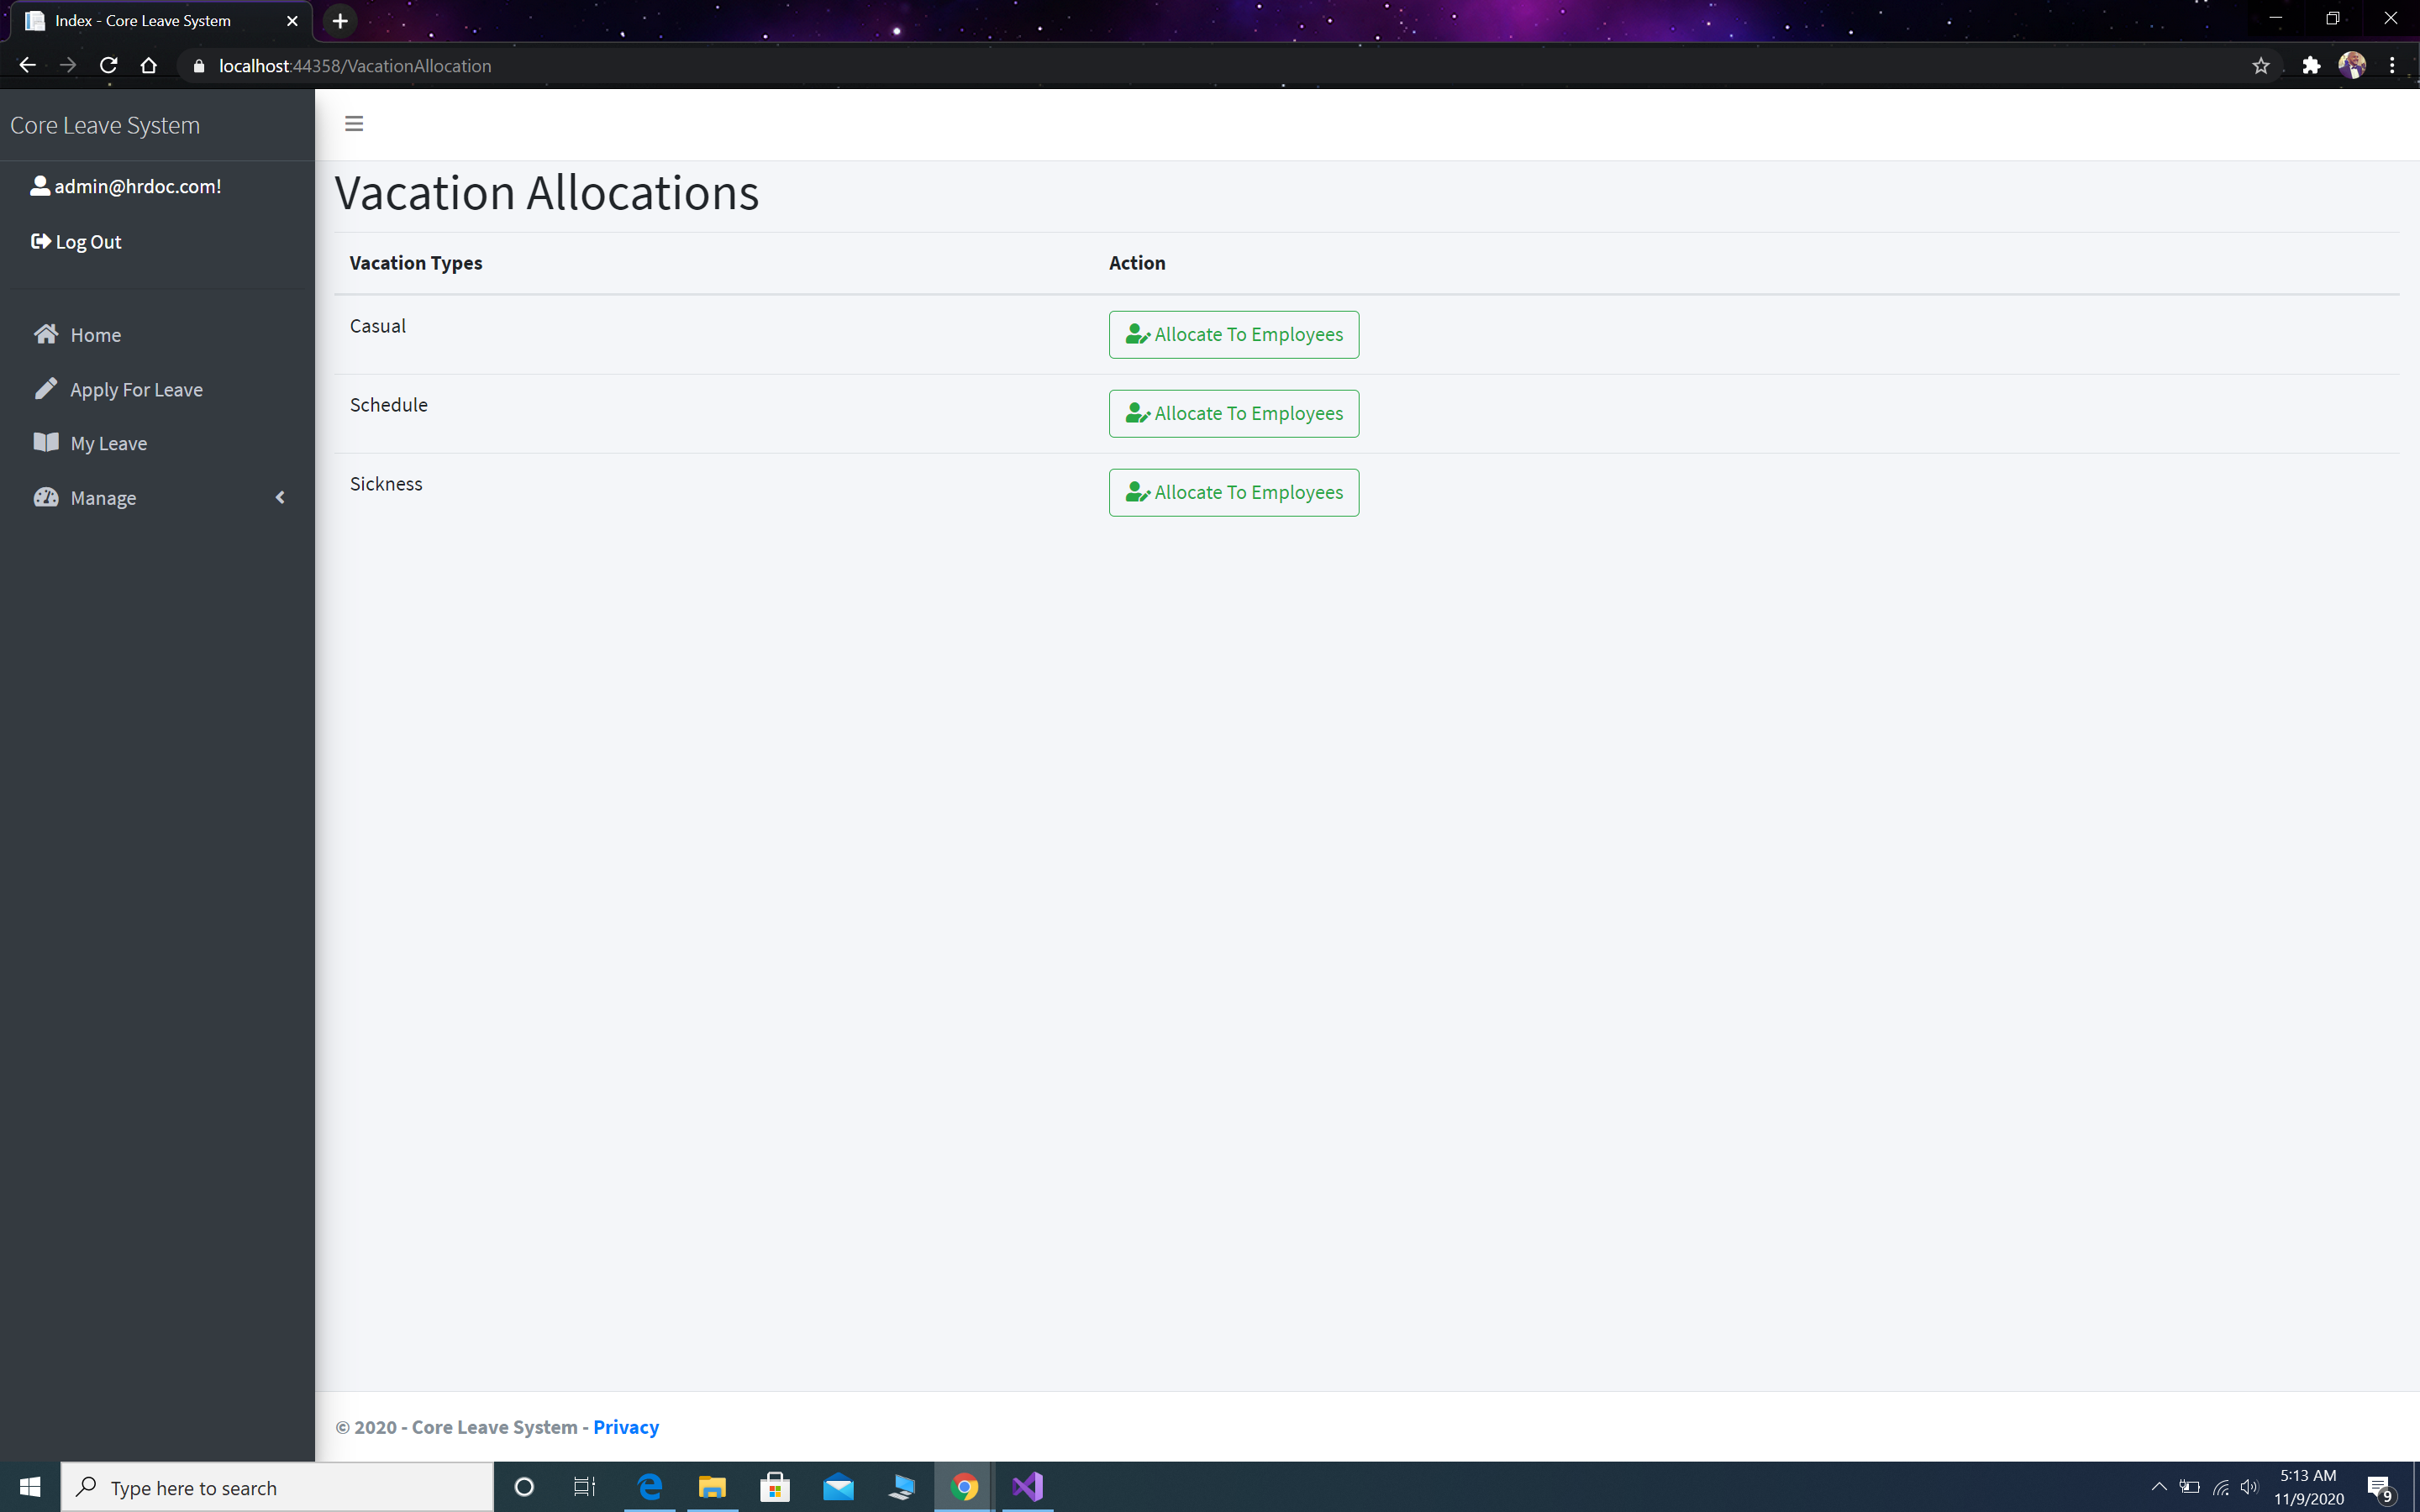 Index - Core Leave System
localhost:44358/VacationAllocation
Core Leave System
admin@hrdoc.com!
Log Out
Home
Apply For Leave
My Leave
Manage
Vacation Allocations
Vacation Types Action
Casual Allocate To Employees
Schedule Allocate To Employees
Sickness Allocate To Employees
© 2020 - Core Leave System - Privacy
Type here to search
5:13 AM
11/9/2020
9